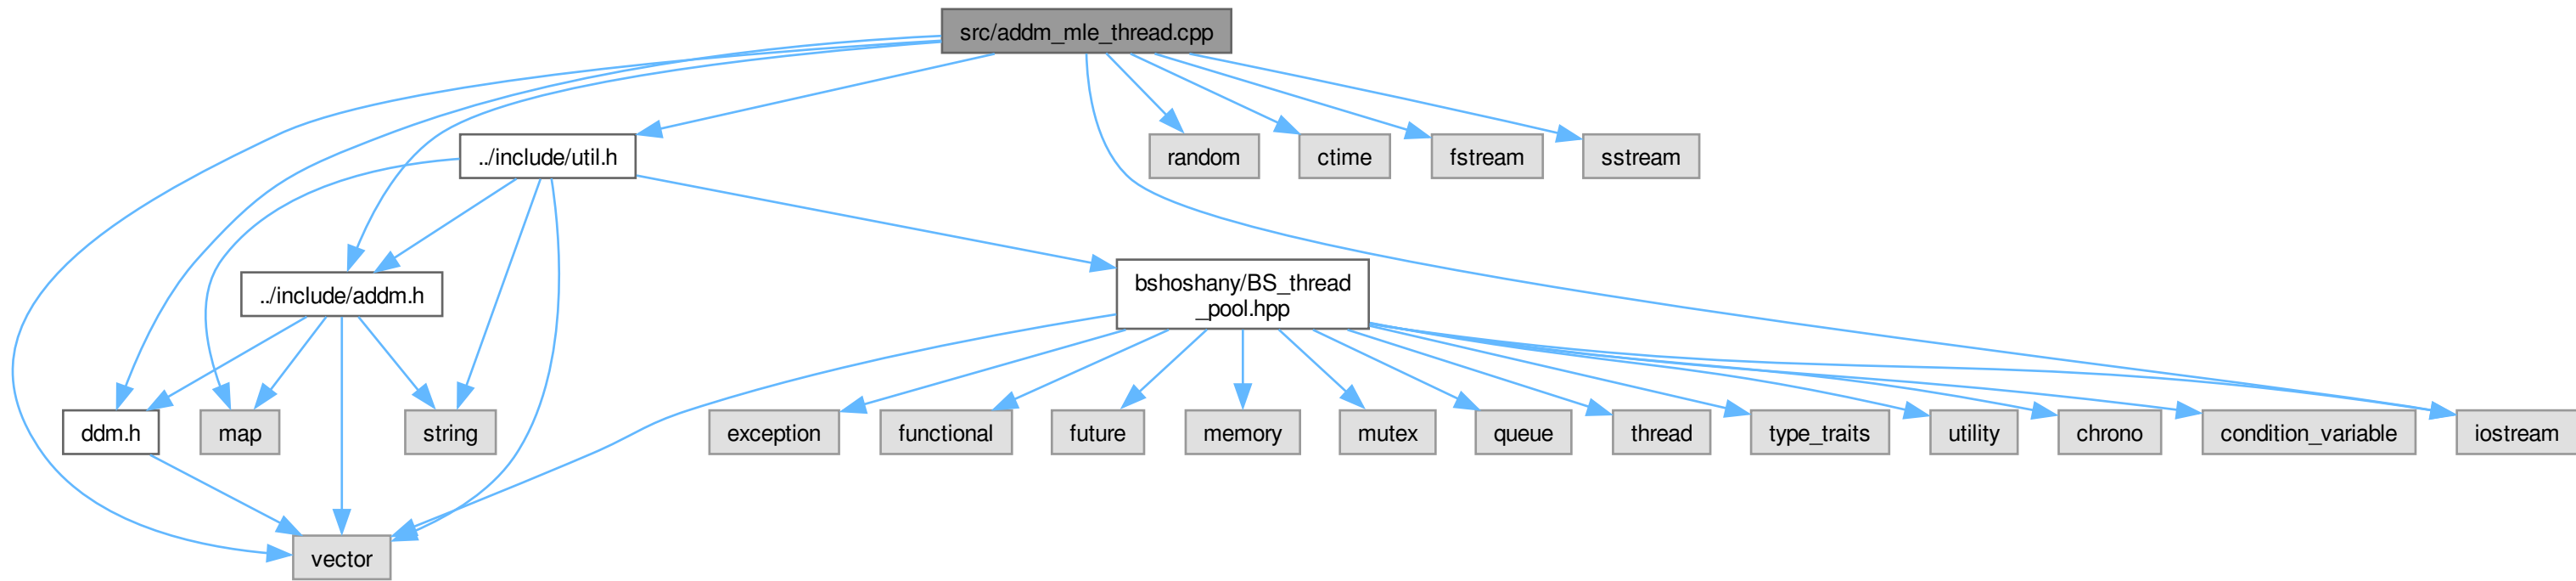 src/addm_mle_thread.cpp
../include/util.h
random
ctime
fstream
sstream
../include/addm.h
bshoshany/BS_thread
_pool.hpp
ddm.h
map
string
exception
functional
future
memory
mutex
queue
thread
type_traits
utility
chrono
condition_variable
iostream
vector